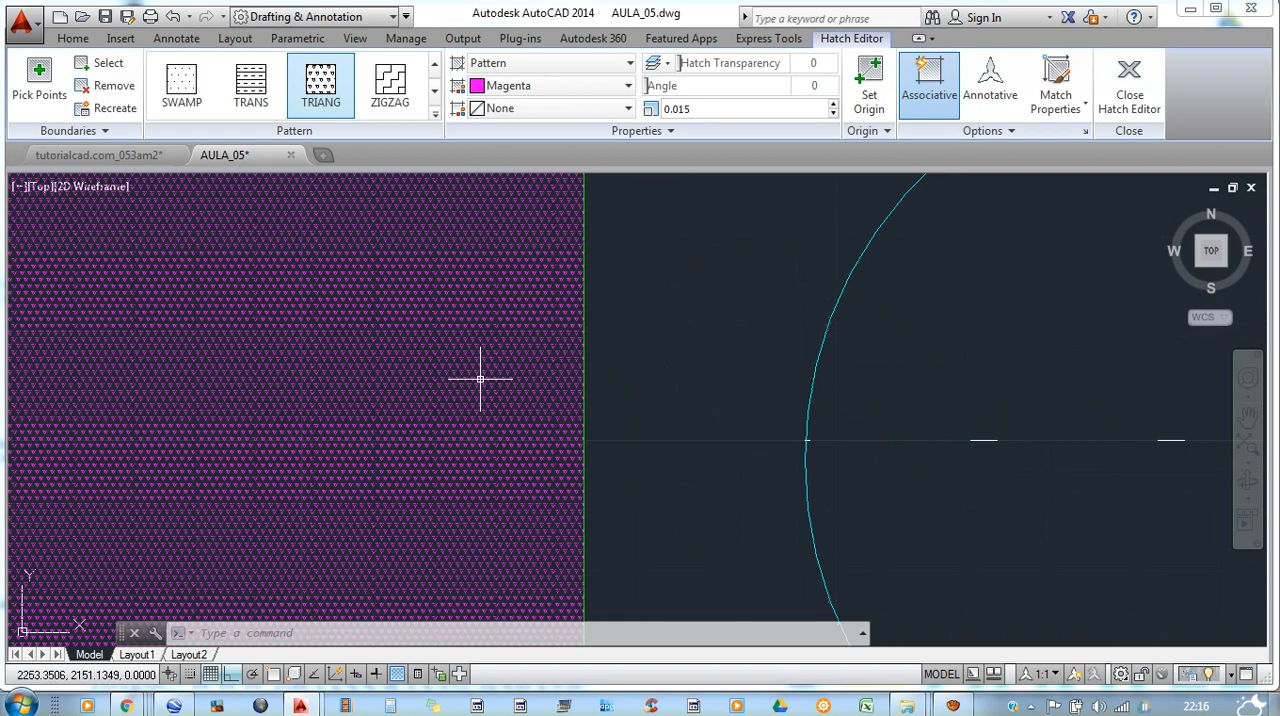 Drafting & Annotation
Autodesk AutoCAD 2014 AULA_05.dwg
Type a keyword or phrase
Sign In
Home Insert Annotate Layout Parametric View Manage Output Plug-ins Autodesk 360 Featured Apps Express Tools Hatch Editor
Pick Points
Select
Remove
Recreate
Boundaries
SWAMP
TRANS
TRIANG
ZIGZAG
Pattern
Pattern
Magenta
None
Hatch Transparency 0
Angle 0
0.015
Properties
Set
Origin
Origin
Associative
Annotative
Match
Properties
Options
Close
Hatch Editor
Close
tutorialcad.com_053am2*
AULA_05*
[−][Top][2D Wireframe]
N
W TOP E
S
WCS
Y
X
Type a command
Model Layout1 Layout2
2253.3506, 2151.1349, 0.0000
MODEL
1:1
22:16